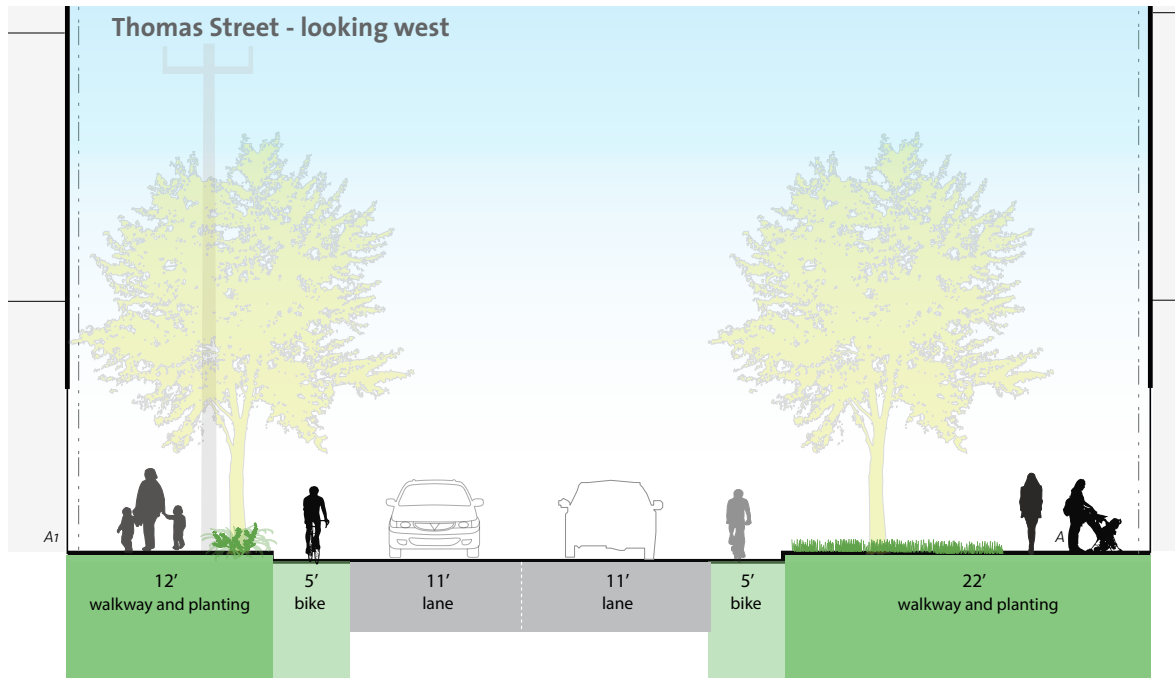 Thomas Street - looking west
A1
A
12’
walkway and planting
5’
bike
11’
lane
11’
lane
5’
bike
22’
walkway and planting